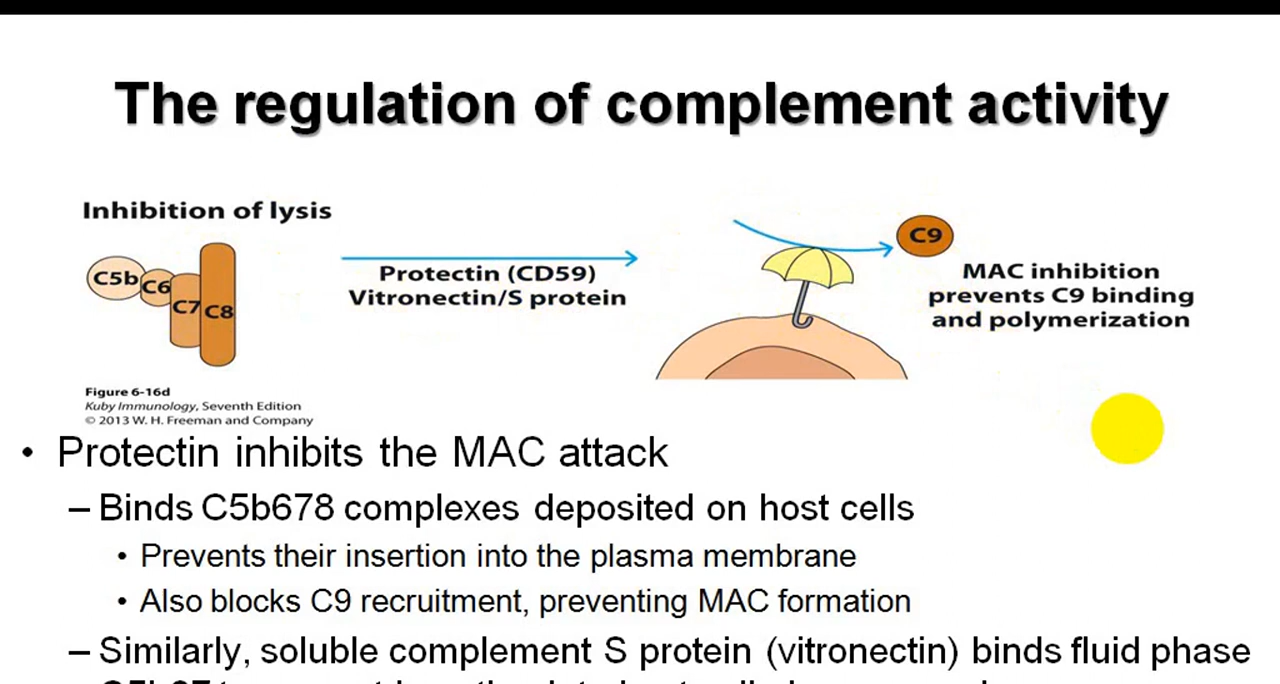 The regulation of complement activity
Inhibition of lysis
C5b
C6
C7
C8
Protectin (CD59)
Vitronectin/S protein
C9
MAC inhibition
prevents C9 binding
and polymerization
Figure 6-16d
Kuby Immunology, Seventh Edition
© 2013 W. H. Freeman and Company
• Protectin inhibits the MAC attack
– Binds C5b678 complexes deposited on host cells
• Prevents their insertion into the plasma membrane
• Also blocks C9 recruitment, preventing MAC formation
– Similarly, soluble complement S protein (vitronectin) binds fluid phase